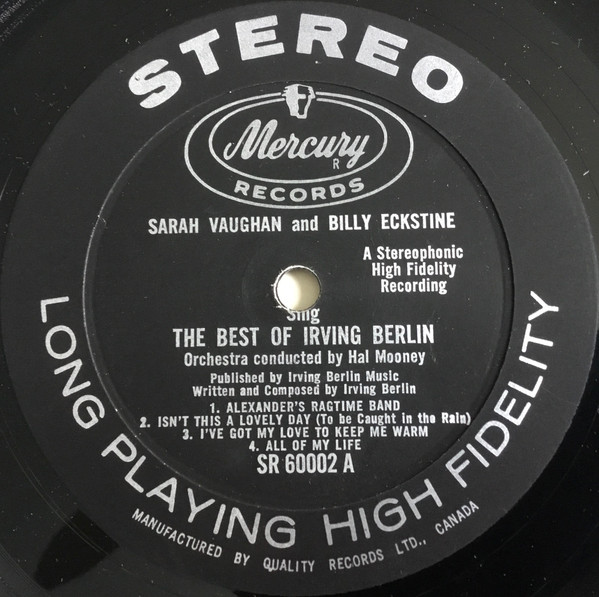 STEREO
Mercury
R
RECORDS
SARAH VAUGHAN and BILLY ECKSTINE
A Stereophonic
High Fidelity
Recording
Sing
THE BEST OF IRVING BERLIN
Orchestra conducted by Hal Mooney
Published by Irving Berlin Music
Written and Composed by Irving Berlin
1. ALEXANDER'S RAGTIME BAND
2. ISN'T THIS A LOVELY DAY (To be Caught in the Rain)
3. I'VE GOT MY LOVE TO KEEP ME WARM
4. ALL OF MY LIFE
SR 60002 A
LONG PLAYING HIGH FIDELITY
MANUFACTURED BY QUALITY RECORDS LTD., CANADA